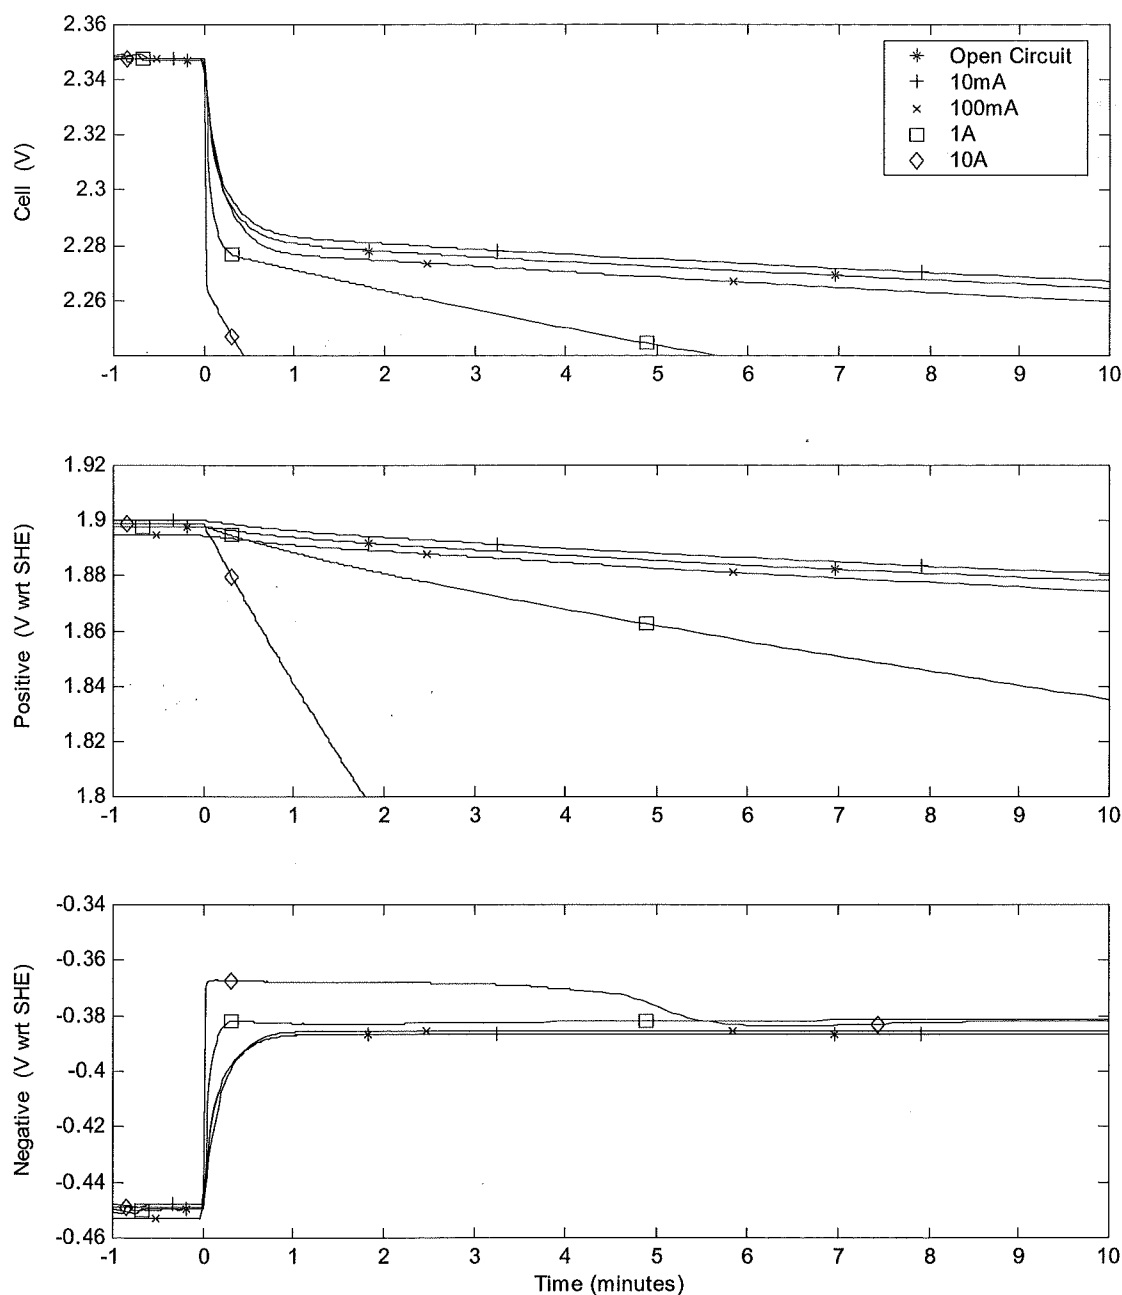 2.36
2.34
2.32
2.3
2.28
2.26
Cell (V)
-1 0 1 2 3 4 5 6 7 8 9 10
Open Circuit
10mA
100mA
1A
10A
1.92
1.9
1.88
1.86
1.84
1.82
1.8
Positive (V wrt SHE)
-1 0 1 2 3 4 5 6 7 8 9 10
-0.34
-0.36
-0.38
-0.4
-0.42
-0.44
-0.46
Negative (V wrt SHE)
-1 0 1 2 3 4 5 6 7 8 9 10
Time (minutes)